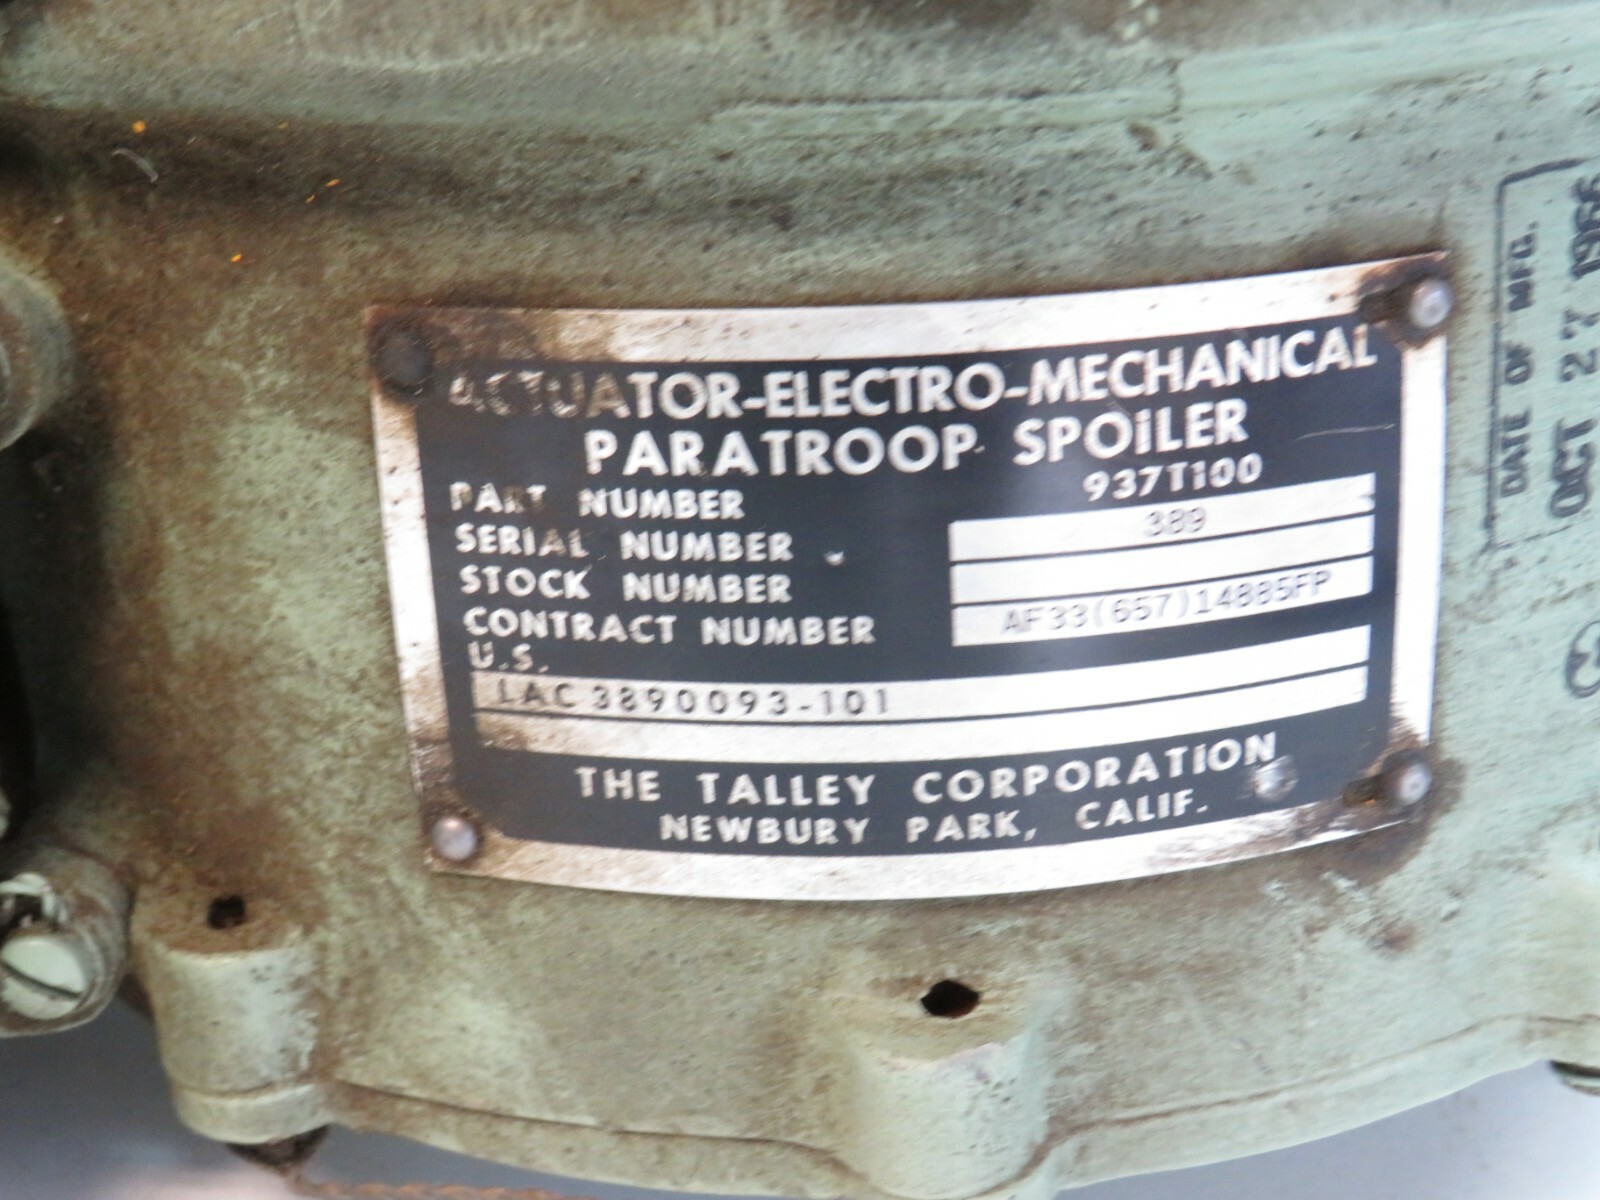 ACTUATOR-ELECTRO-MECHANICAL
PARATROOP SPOILER
PART NUMBER 937T100
SERIAL NUMBER 389
STOCK NUMBER
CONTRACT NUMBER AF33(657)14885FP
U.S.
LAC 3890093-101
THE TALLEY CORPORATION
NEWBURY PARK, CALIF.
DATE OF MFG.
OCT 27 1966